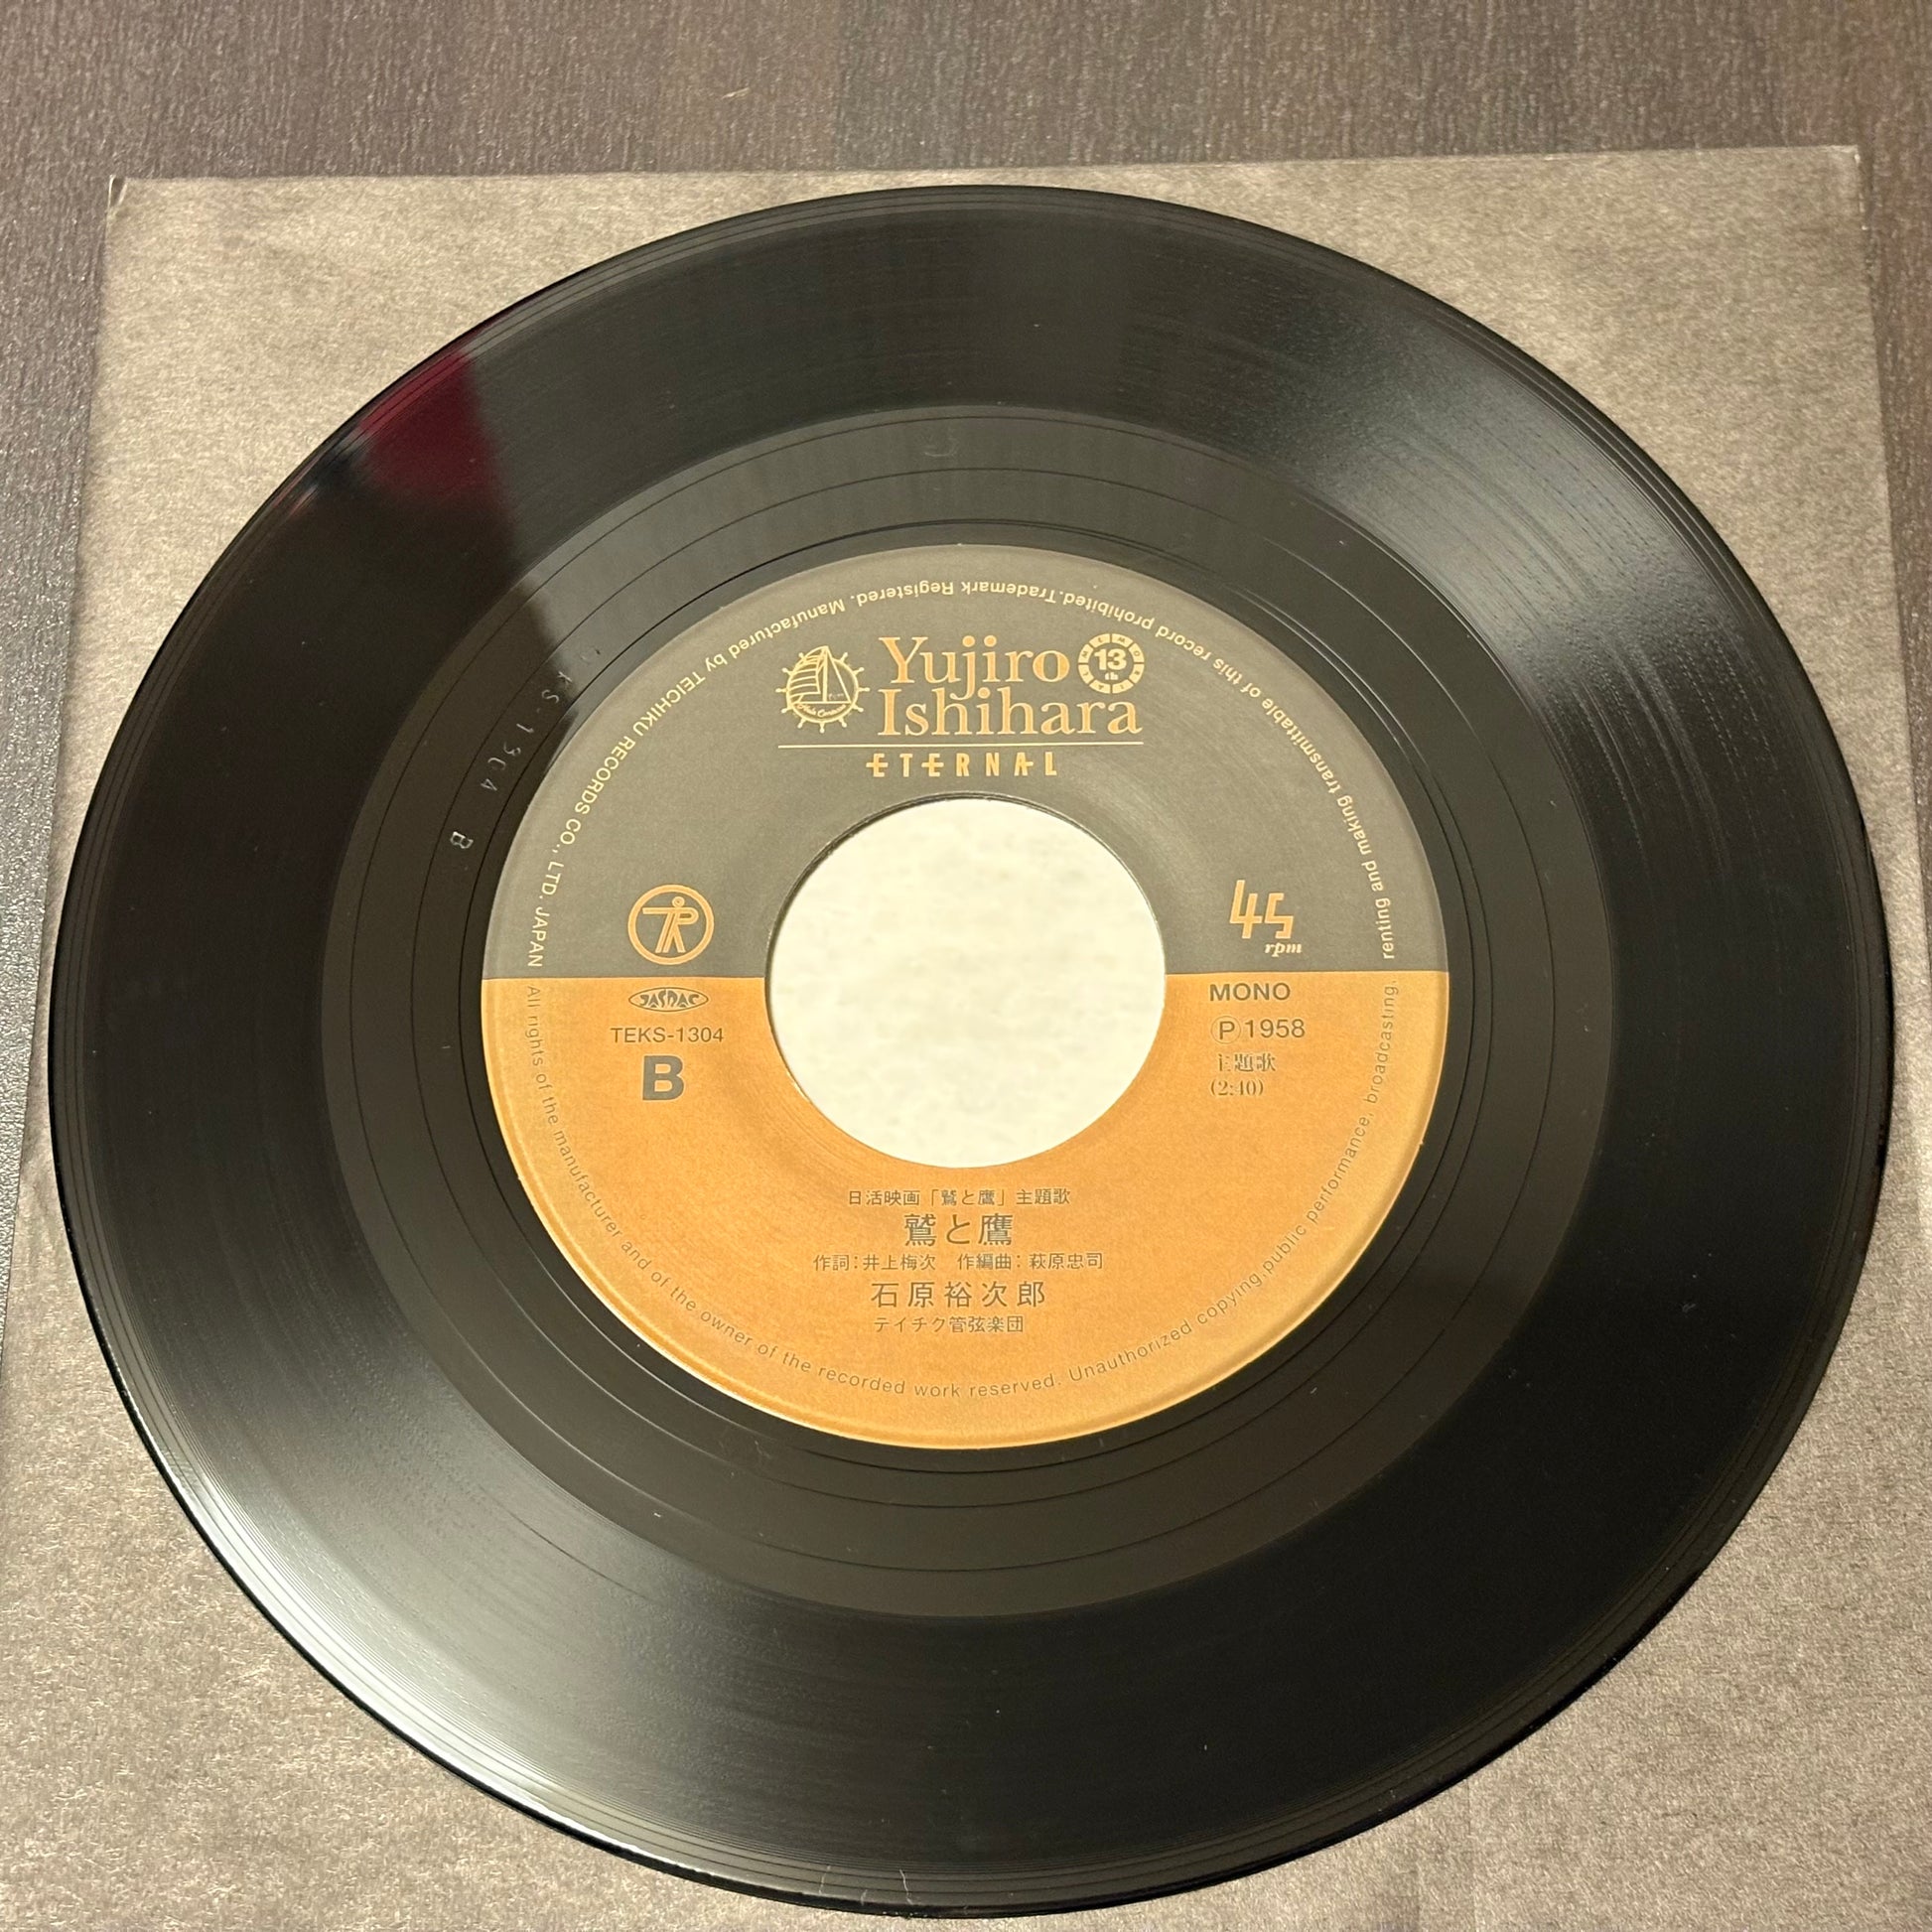 Yujiro
Ishihara
13
th
ETERNAL
45
rpm
JASRAC
TEKS-1304
B
MONO
Ⓟ1958
主題歌
(2:40)
日活映画「鷲と鷹」主題歌
鷲と鷹
作詞:井上梅次 作編曲:萩原忠司
石原裕次郎
テイチク管弦楽団
All rights of the manufacturer and of the owner of the recorded work reserved. Unauthorized copying,public performance, broadcasting,
renting and making transmittable of this record prohibited.Trademark Registered. Manufactured by TEICHIKU RECORDS CO., LTD. JAPAN
KS-1304 B